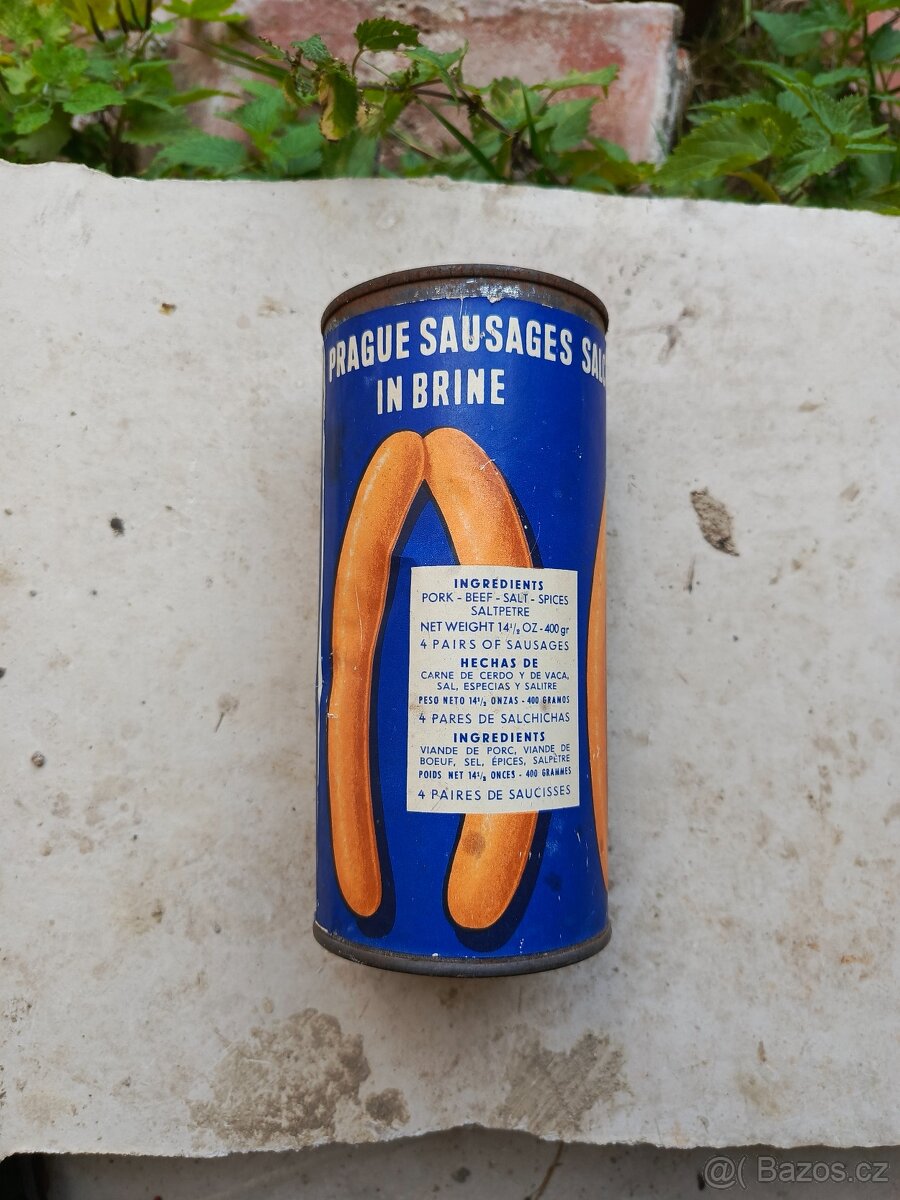 PRAGUE SAUSAGES
IN BRINE
INGREDIENTS
PORK - BEEF - SALT - SPICES
SALTPETRE
NET WEIGHT 14½ OZ - 400 gr
4 PAIRS OF SAUSAGES
HECHAS DE
CARNE DE CERDO Y DE VACA,
SAL, ESPECIAS Y SALITRE
PESO NETO 14½ ONZAS - 400 GRAMOS
4 PARES DE SALCHICHAS
INGREDIENTS
VIANDE DE PORC, VIANDE DE
BOEUF, SEL, ÉPICES, SALPÊTRE
POIDS NET 14½ ONCES - 400 GRAMMES
4 PAIRES DE SAUCISSES
@( Bazos.cz